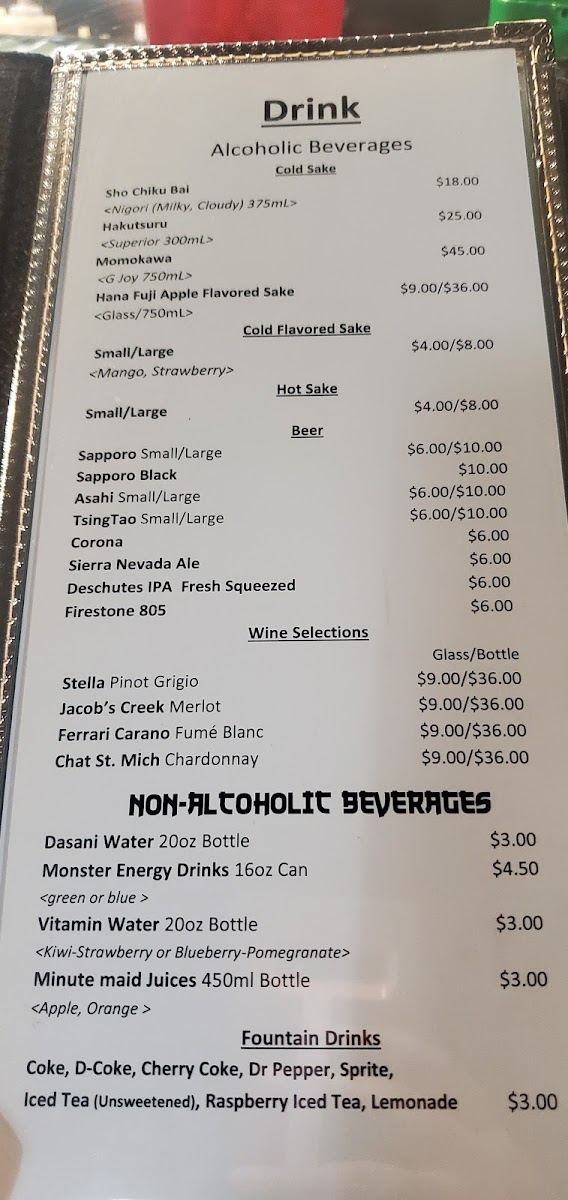 Drink
Alcoholic Beverages
Cold Sake
Sho Chiku Bai $18.00
<Nigori (Milky, Cloudy) 375mL>
Hakutsuru $25.00
<Superior 300mL>
Momokawa $45.00
<G Joy 750mL>
Hana Fuji Apple Flavored Sake $9.00/$36.00
<Glass/750mL>
Cold Flavored Sake
Small/Large $4.00/$8.00
<Mango, Strawberry>
Hot Sake
Small/Large $4.00/$8.00
Beer
Sapporo Small/Large $6.00/$10.00
Sapporo Black $10.00
Asahi Small/Large $6.00/$10.00
TsingTao Small/Large $6.00/$10.00
Corona $6.00
Sierra Nevada Ale $6.00
Deschutes IPA Fresh Squeezed $6.00
Firestone 805 $6.00
Wine Selections
Glass/Bottle
Stella Pinot Grigio $9.00/$36.00
Jacob's Creek Merlot $9.00/$36.00
Ferrari Carano Fumé Blanc $9.00/$36.00
Chat St. Mich Chardonnay $9.00/$36.00
NON-ALCOHOLIC BEVERAGES
Dasani Water 20oz Bottle $3.00
Monster Energy Drinks 16oz Can $4.50
<green or blue >
Vitamin Water 20oz Bottle $3.00
<Kiwi-Strawberry or Blueberry-Pomegranate>
Minute maid Juices 450ml Bottle $3.00
<Apple, Orange >
Fountain Drinks
Coke, D-Coke, Cherry Coke, Dr Pepper, Sprite,
Iced Tea (Unsweetened), Raspberry Iced Tea, Lemonade $3.00